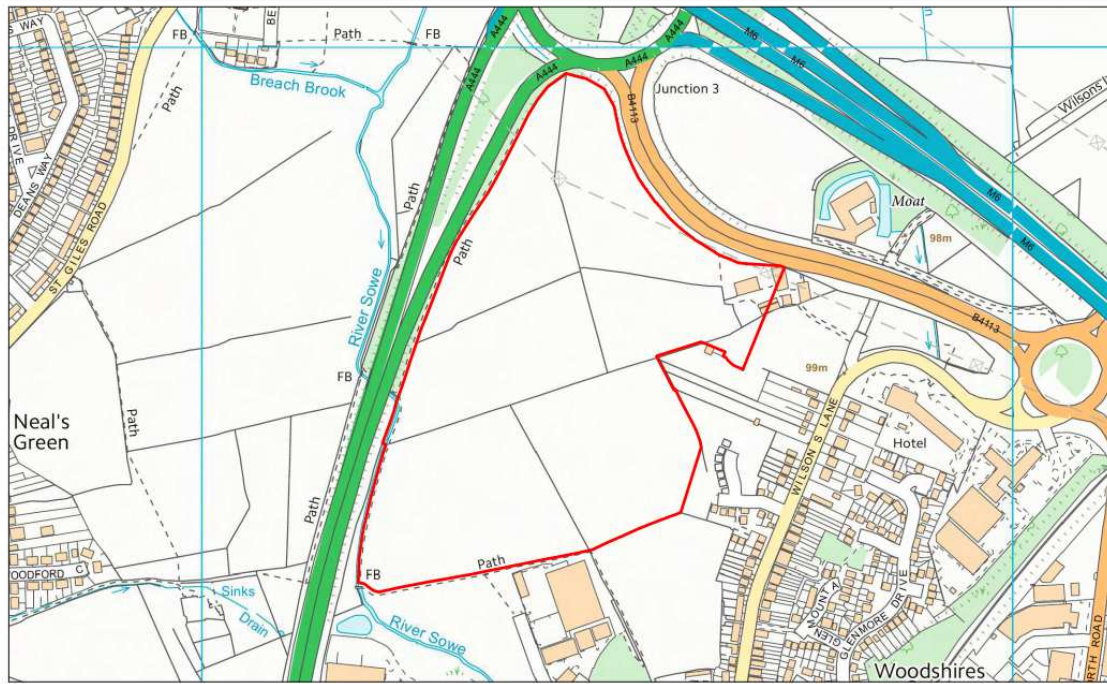 S WAY
BE
FB
Path
FB
A444
A444
A444
A444
M6
M6
Breach Brook
Path
B4113
Junction 3
Wilsons
DRIVE
DEANS WAY
ST GILES ROAD
Path
Path
Moat
M6
98m
M6
River Sowe
B4113
FB
99m
Neal's
Green
Path
Hotel
WILSON S LANE
Path
Path
FB
OODFORD C
Sinks
Drain
River Sowe
MOUNT A
GLEN
GLENMORE DRIVE
Woodshires
RTH ROAD